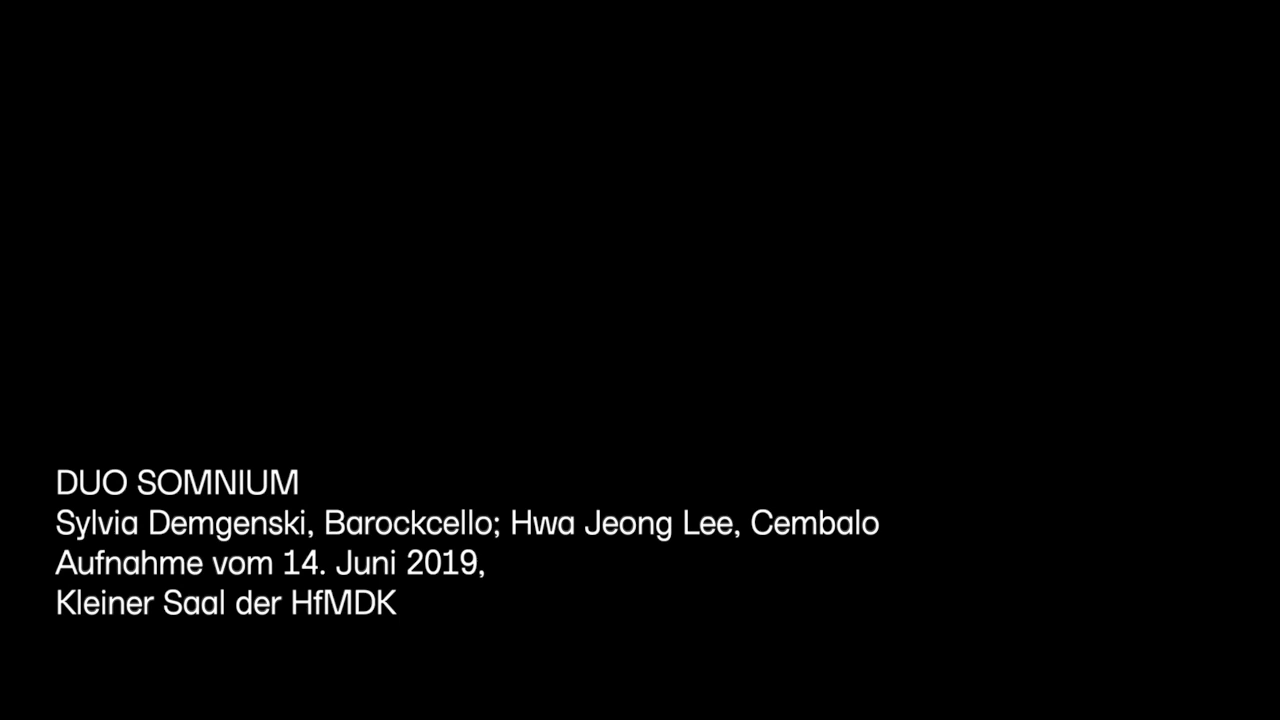 DUO SOMNIUM
Sylvia Demgenski, Barockcello; Hwa Jeong Lee, Cembalo
Aufnahme vom 14. Juni 2019,
Kleiner Saal der HfMDK